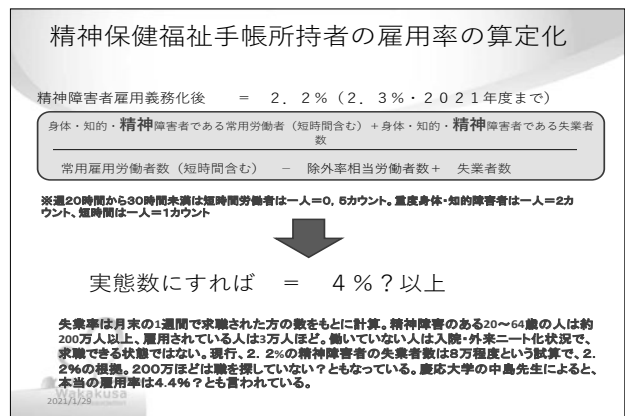 精神保健福祉手帳所持者の雇用率の算定化
精神障害者雇用義務化後 = 2.2%(2.3%・2021年度まで)
身体・知的・精神障害者である常用労働者（短時間含む）+身体・知的・精神障害者である失業者
数
常用雇用労働者数（短時間含む） − 除外率相当労働者数+ 失業者数
※週20時間から30時間未満は短時間労働者は一人=0,5カウント。重度身体・知的障害者は一人=2カ
ウント、短時間は一人=1カウント
実態数にすれば = 4%?以上
失業率は月末の1週間で求職された方の数をもとに計算。精神障害のある20～64歳の人は約
200万人以上、雇用されている人は3万人ほど。働いていない人は入院・外来ニート化状況で、
求職できる状態ではない。現行、2.2%の精神障害者の失業者数は8万程度という試算で、2.
2%の根拠。200万ほどは職を探していない?ともなっている。慶応大学の中島先生によると、
本当の雇用率は4.4%?とも言われている。
Wakakusa
2021/1/29